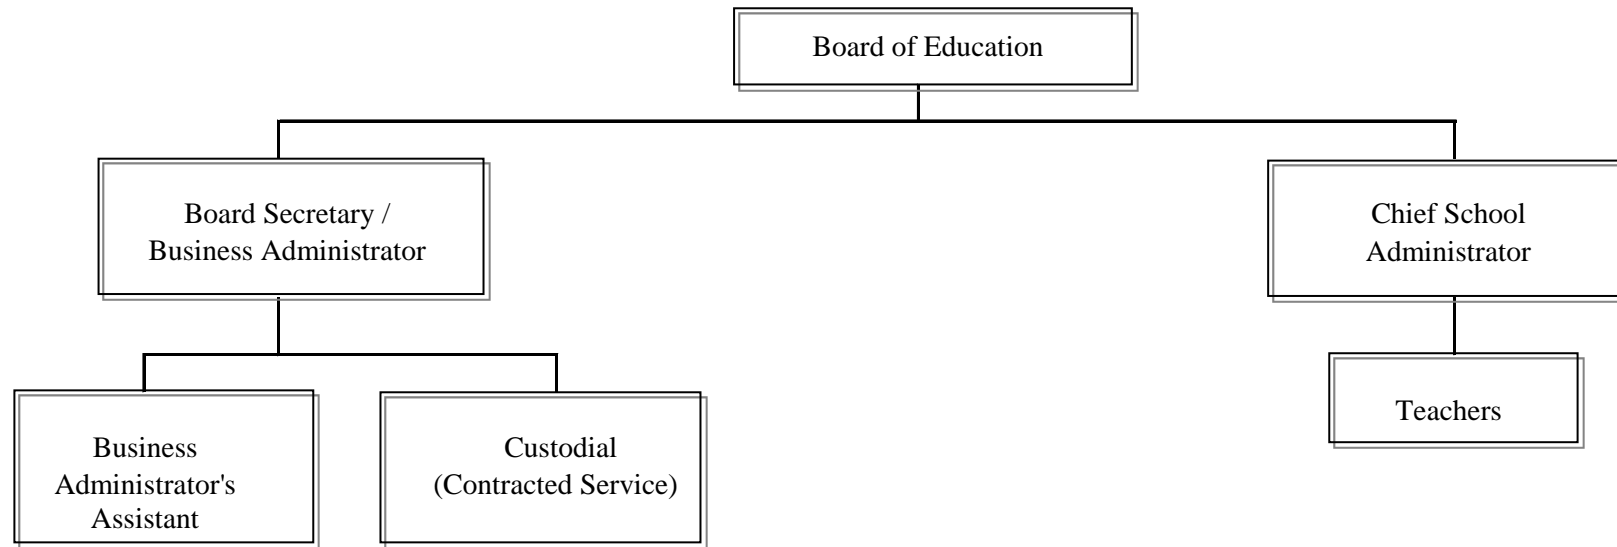 Board of Education
Board Secretary /
Business Administrator
Chief School
Administrator
Business
Administrator's
Assistant
Custodial
(Contracted Service)
Teachers